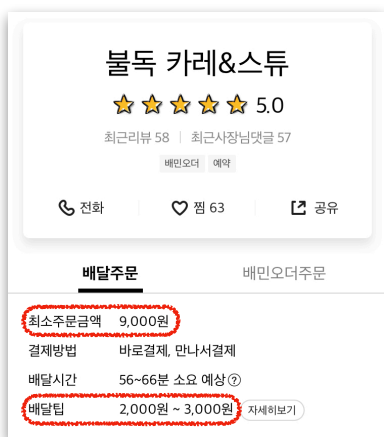 불독 카레&스튜
5.0
최근리뷰 58 | 최근사장님댓글 57
배민오더 예약
전화 찜 63 공유
배달주문 배민오더주문
최소주문금액 9,000원
결제방법 바로결제, 만나서결제
배달시간 56~66분 소요 예상 ?
배달팁 2,000원 ~ 3,000원 자세히보기